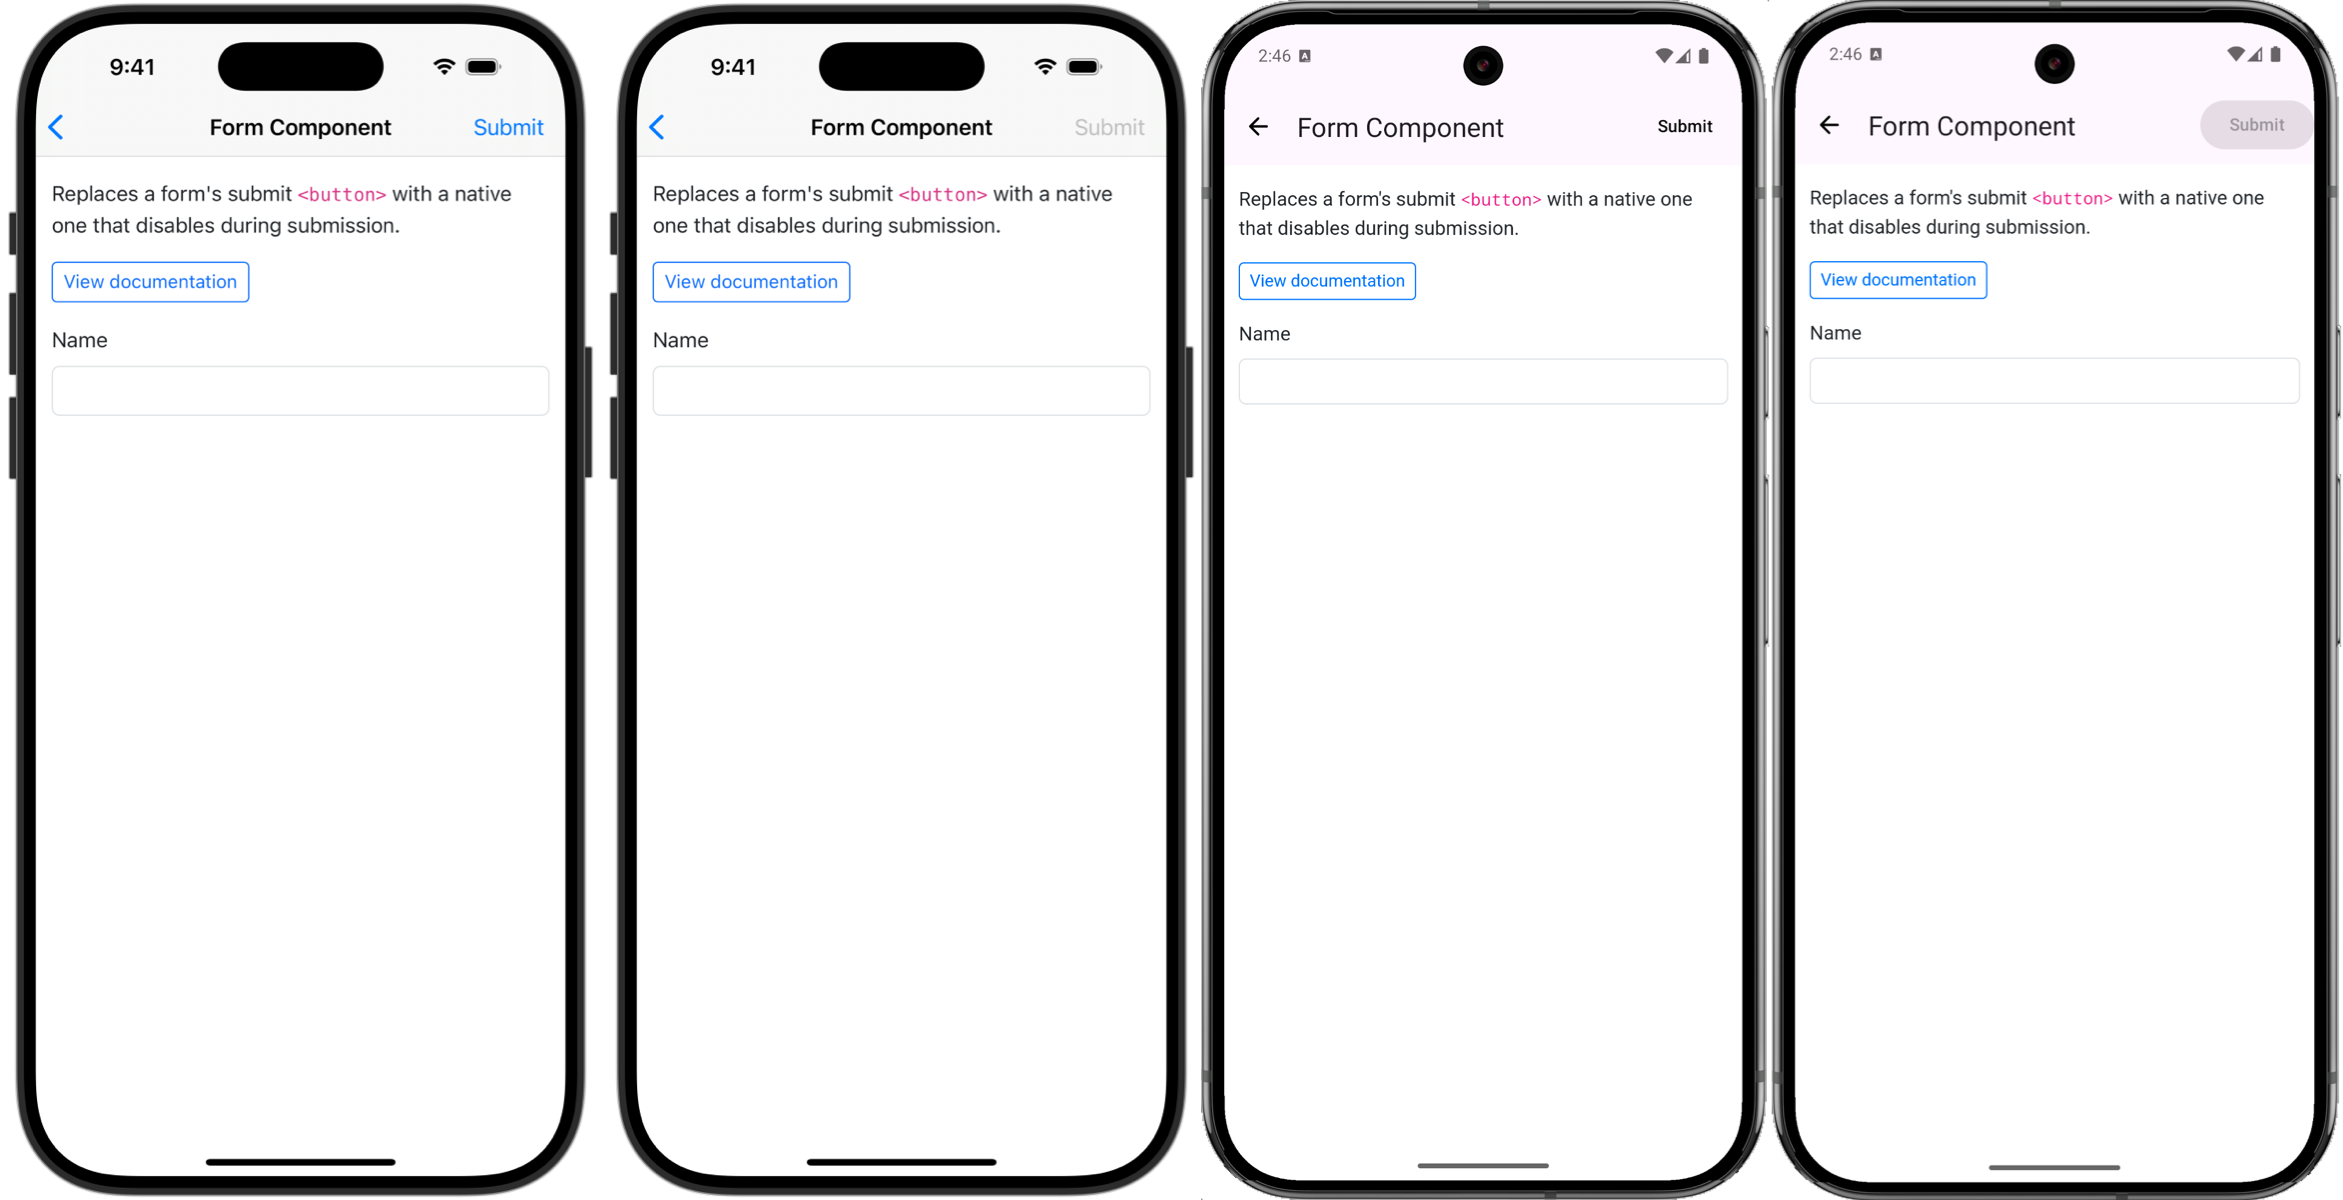 9:41
Form Component
Submit
Replaces a form's submit <button> with a native
one that disables during submission.
View documentation
Name
9:41
Form Component
Submit
Replaces a form's submit <button> with a native
one that disables during submission.
View documentation
Name
2:46
Form Component
Submit
Replaces a form's submit <button> with a native one
that disables during submission.
View documentation
Name
2:46
Form Component
Submit
Replaces a form's submit <button> with a native one
that disables during submission.
View documentation
Name